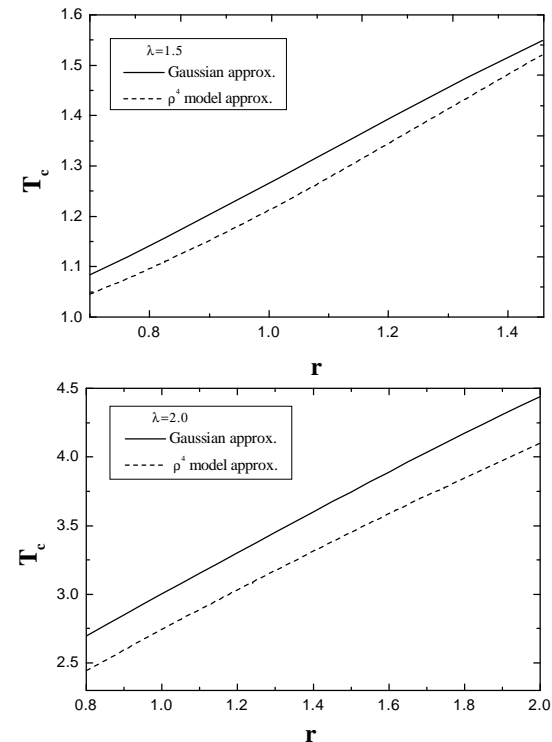 1.6
λ=1.5
Gaussian approx.
ρ⁴ model approx.
1.5
1.4
1.3
1.2
1.1
1.0
T_c
0.8 1.0 1.2 1.4
r
4.5
λ=2.0
Gaussian approx.
ρ⁴ model approx.
4.0
3.5
3.0
2.5
T_c
0.8 1.0 1.2 1.4 1.6 1.8 2.0
r